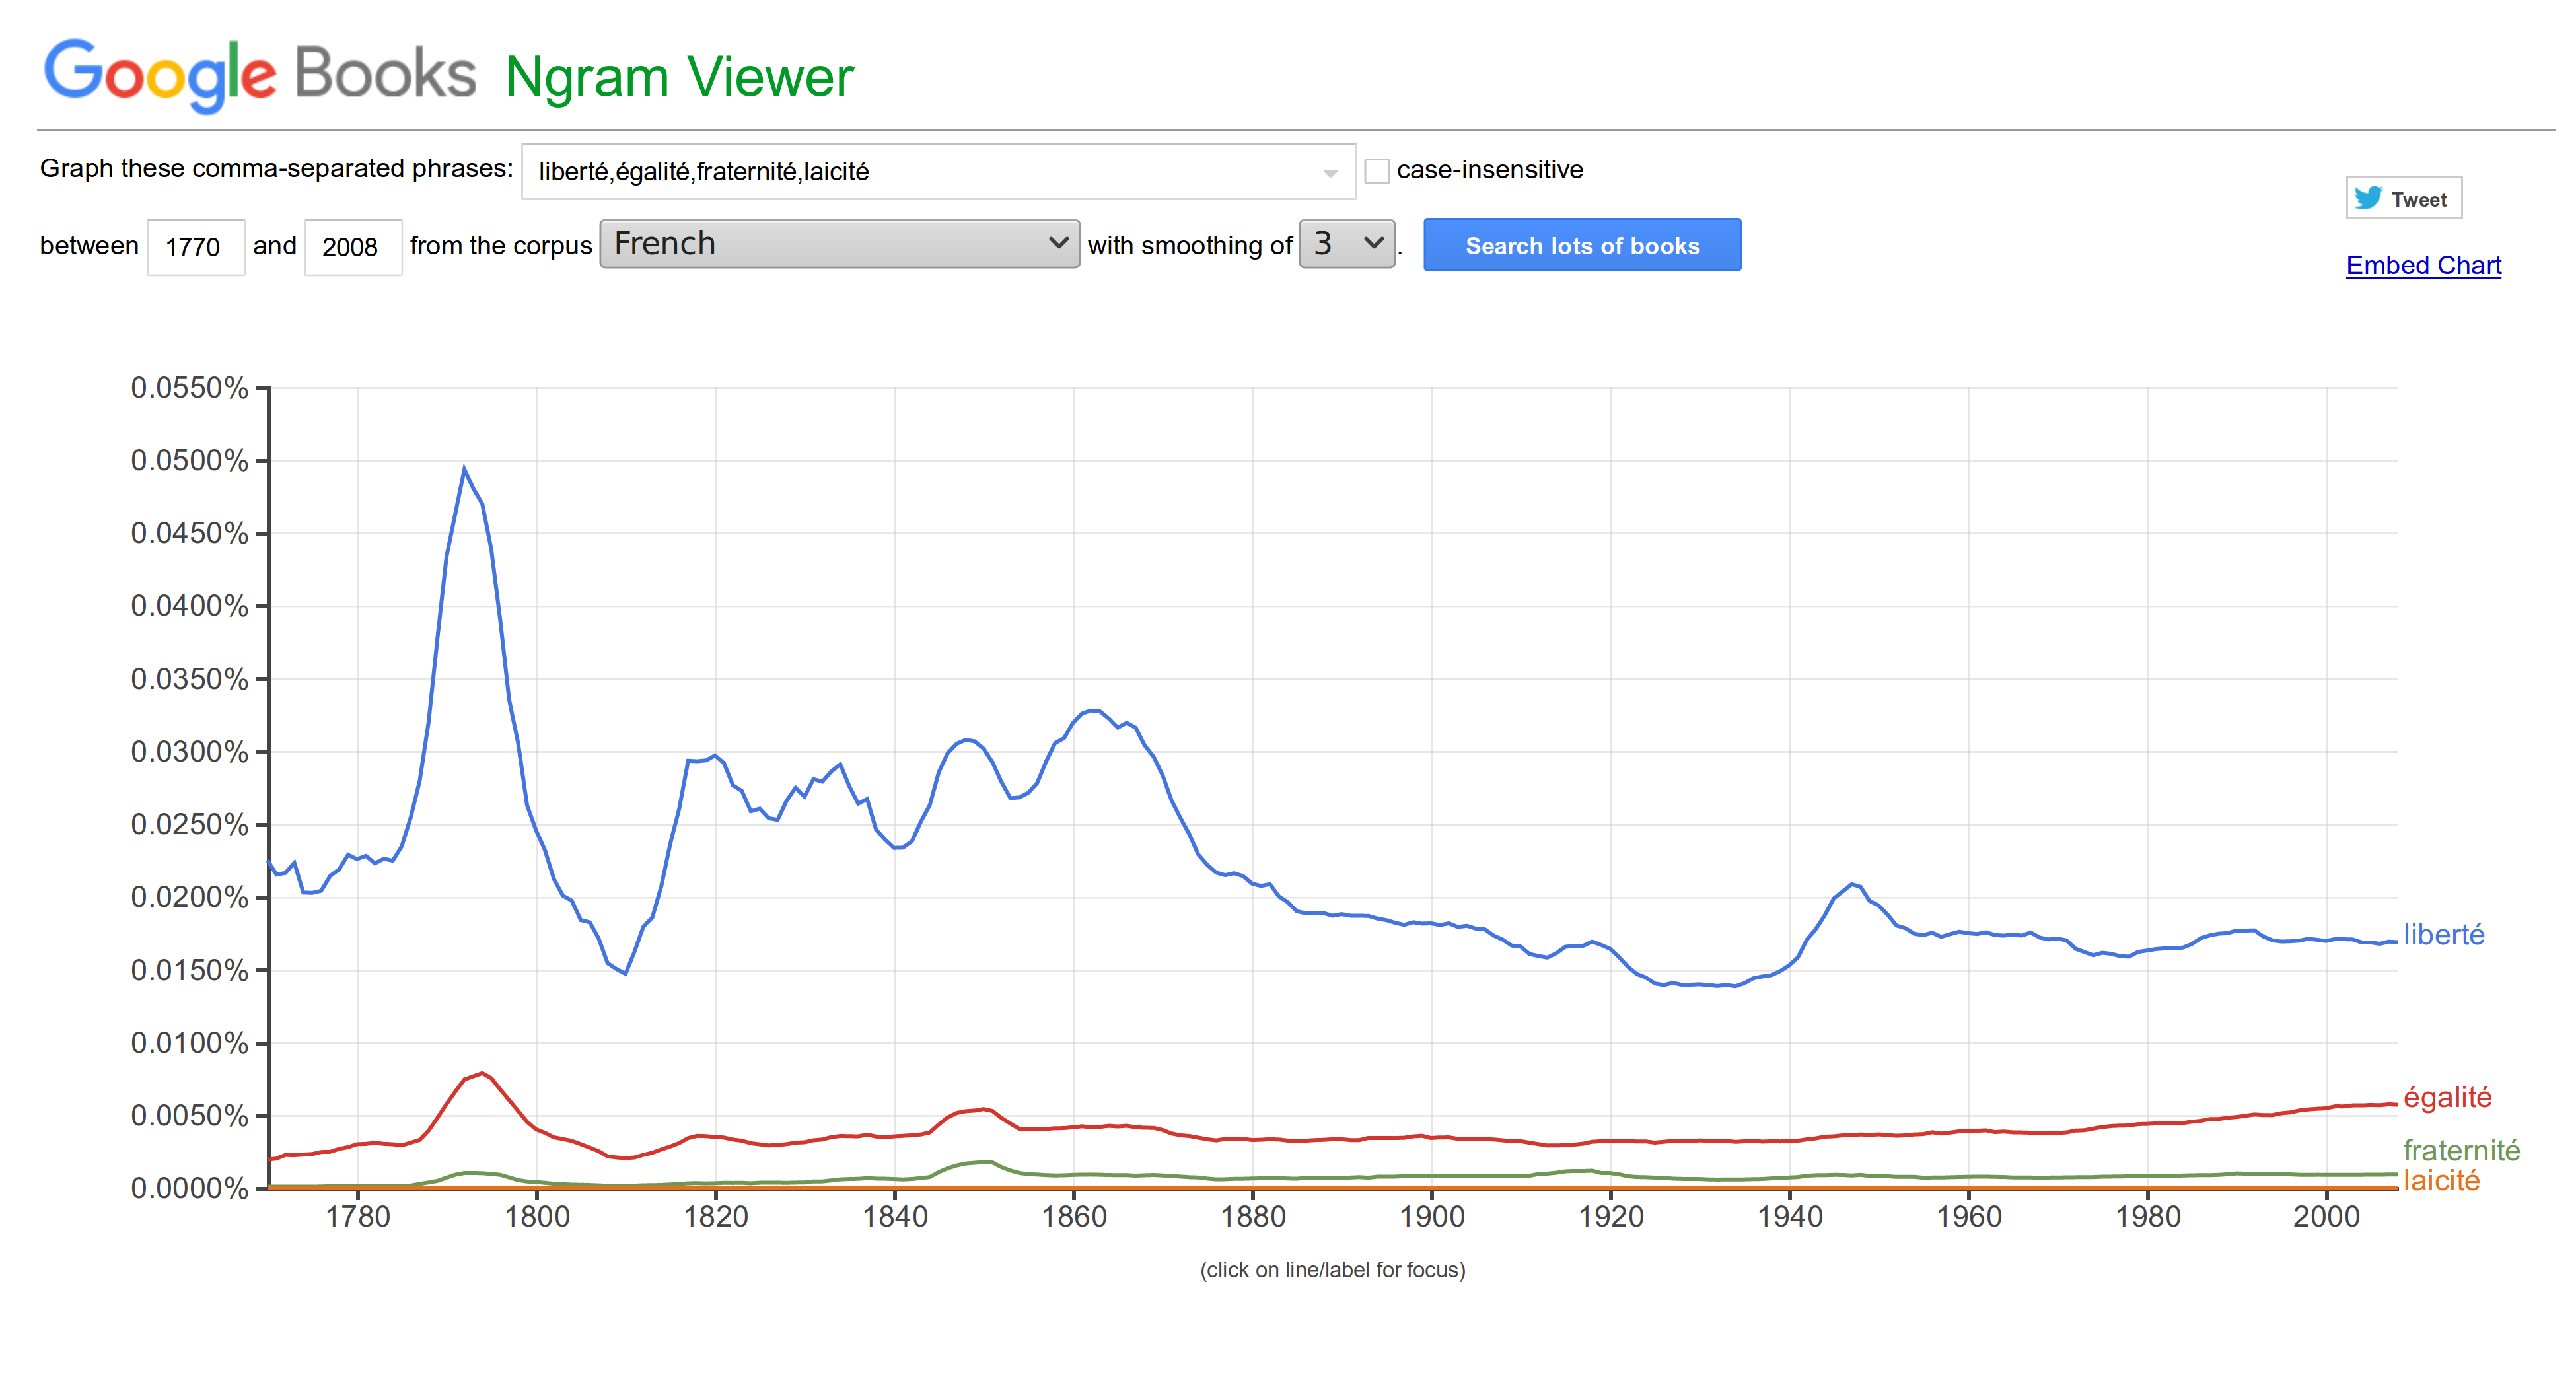 Google Books Ngram Viewer
Graph these comma-separated phrases: liberté,égalité,fraternité,laicité case-insensitive
Tweet
between 1770 and 2008 from the corpus French with smoothing of 3 . Search lots of books
Embed Chart
0.0550%
0.0500%
0.0450%
0.0400%
0.0350%
0.0300%
0.0250%
0.0200%
0.0150%
0.0100%
0.0050%
0.0000%
liberté
égalité
fraternité
laicité
1780 1800 1820 1840 1860 1880 1900 1920 1940 1960 1980 2000
(click on line/label for focus)